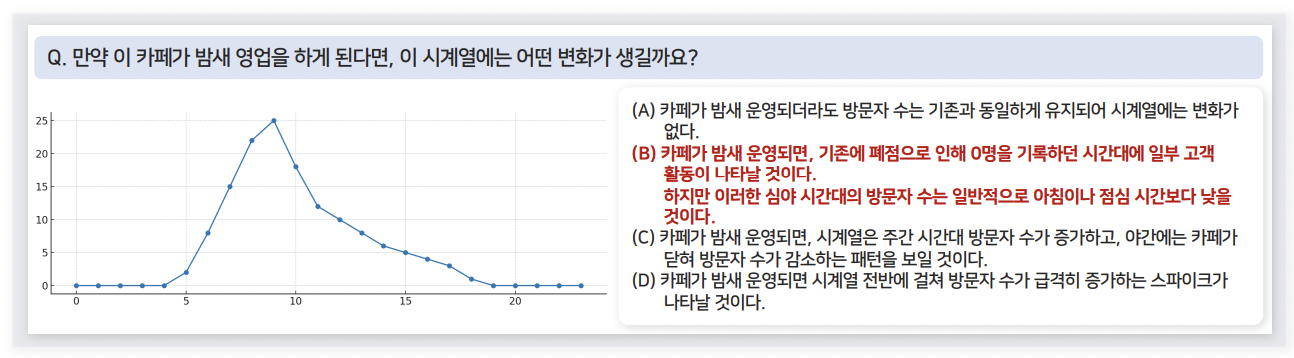 Q. 만약 이 카페가 밤새 영업을 하게 된다면, 이 시계열에는 어떤 변화가 생길까요?
25
20
15
10
5
0
0 5 10 15 20
(A) 카페가 밤새 운영되더라도 방문자 수는 기존과 동일하게 유지되어 시계열에는 변화가
없다.
(B) 카페가 밤새 운영되면, 기존에 폐점으로 인해 0명을 기록하던 시간대에 일부 고객
활동이 나타날 것이다.
하지만 이러한 심야 시간대의 방문자 수는 일반적으로 아침이나 점심 시간보다 낮을
것이다.
(C) 카페가 밤새 운영되면, 시계열은 주간 시간대 방문자 수가 증가하고, 야간에는 카페가
닫혀 방문자 수가 감소하는 패턴을 보일 것이다.
(D) 카페가 밤새 운영되면 시계열 전반에 걸쳐 방문자 수가 급격히 증가하는 스파이크가
나타날 것이다.